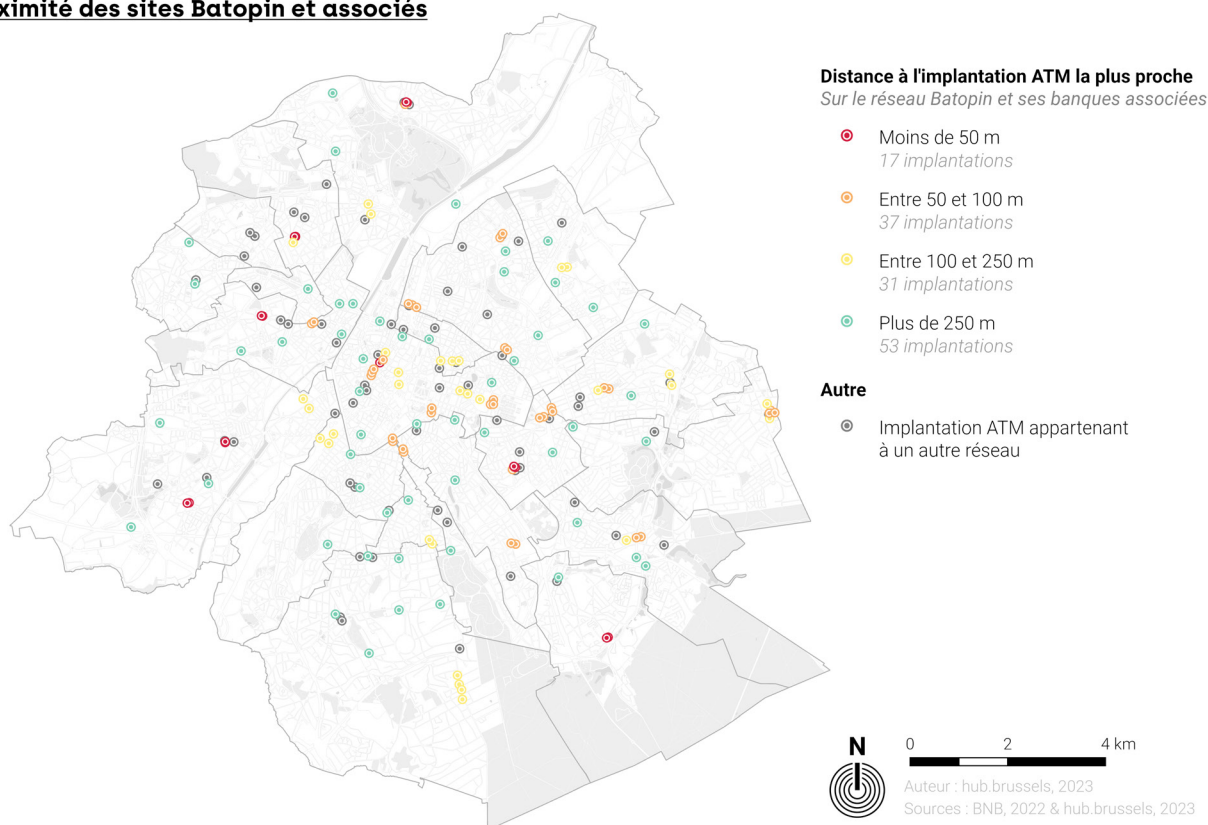 ximité des sites Batopin et associés
Distance à l'implantation ATM la plus proche
Sur le réseau Batopin et ses banques associées
Moins de 50 m
17 implantations
Entre 50 et 100 m
37 implantations
Entre 100 et 250 m
31 implantations
Plus de 250 m
53 implantations
Autre
Implantation ATM appartenant
à un autre réseau
N
0 2 4 km
Auteur : hub.brussels, 2023
Sources : BNB, 2022 & hub.brussels, 2023